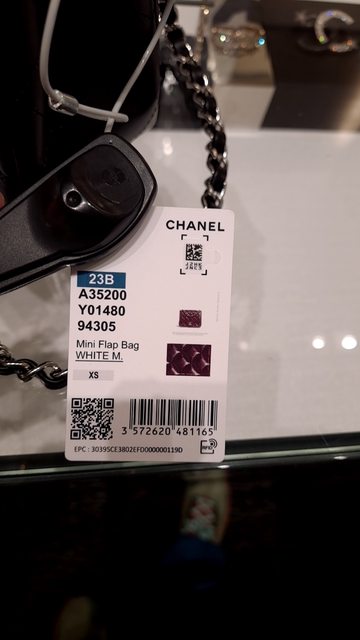 CHANEL
23B
A35200
Y01480
94305
Mini Flap Bag
WHITE M.
XS
3 572620 481165
EPC : 30395CE3802EFD000000119D